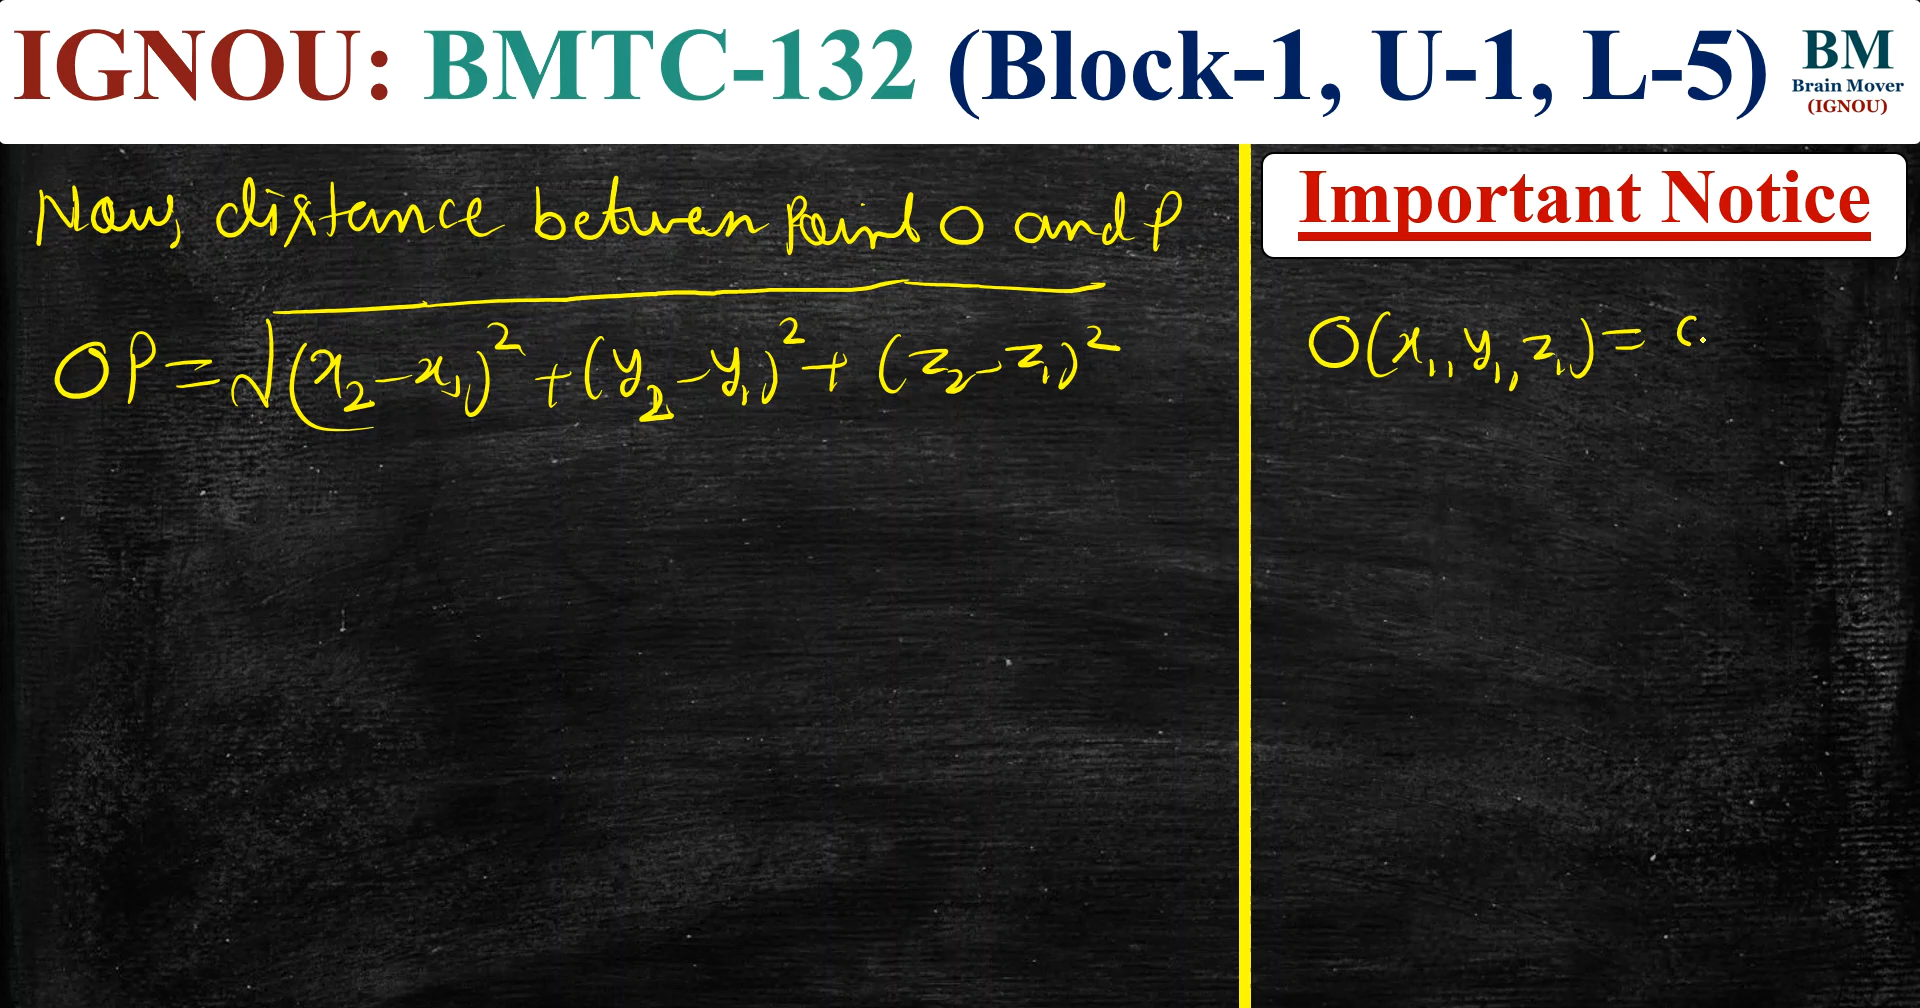 IGNOU: BMTC-132 (Block-1, U-1, L-5)
BM
Brain Mover
(IGNOU)
Now, distance between point O and P
OP = √(x₂-x₁)² + (y₂-y₁)² + (z₂-z₁)²
Important Notice
O(x₁, y₁, z₁) =